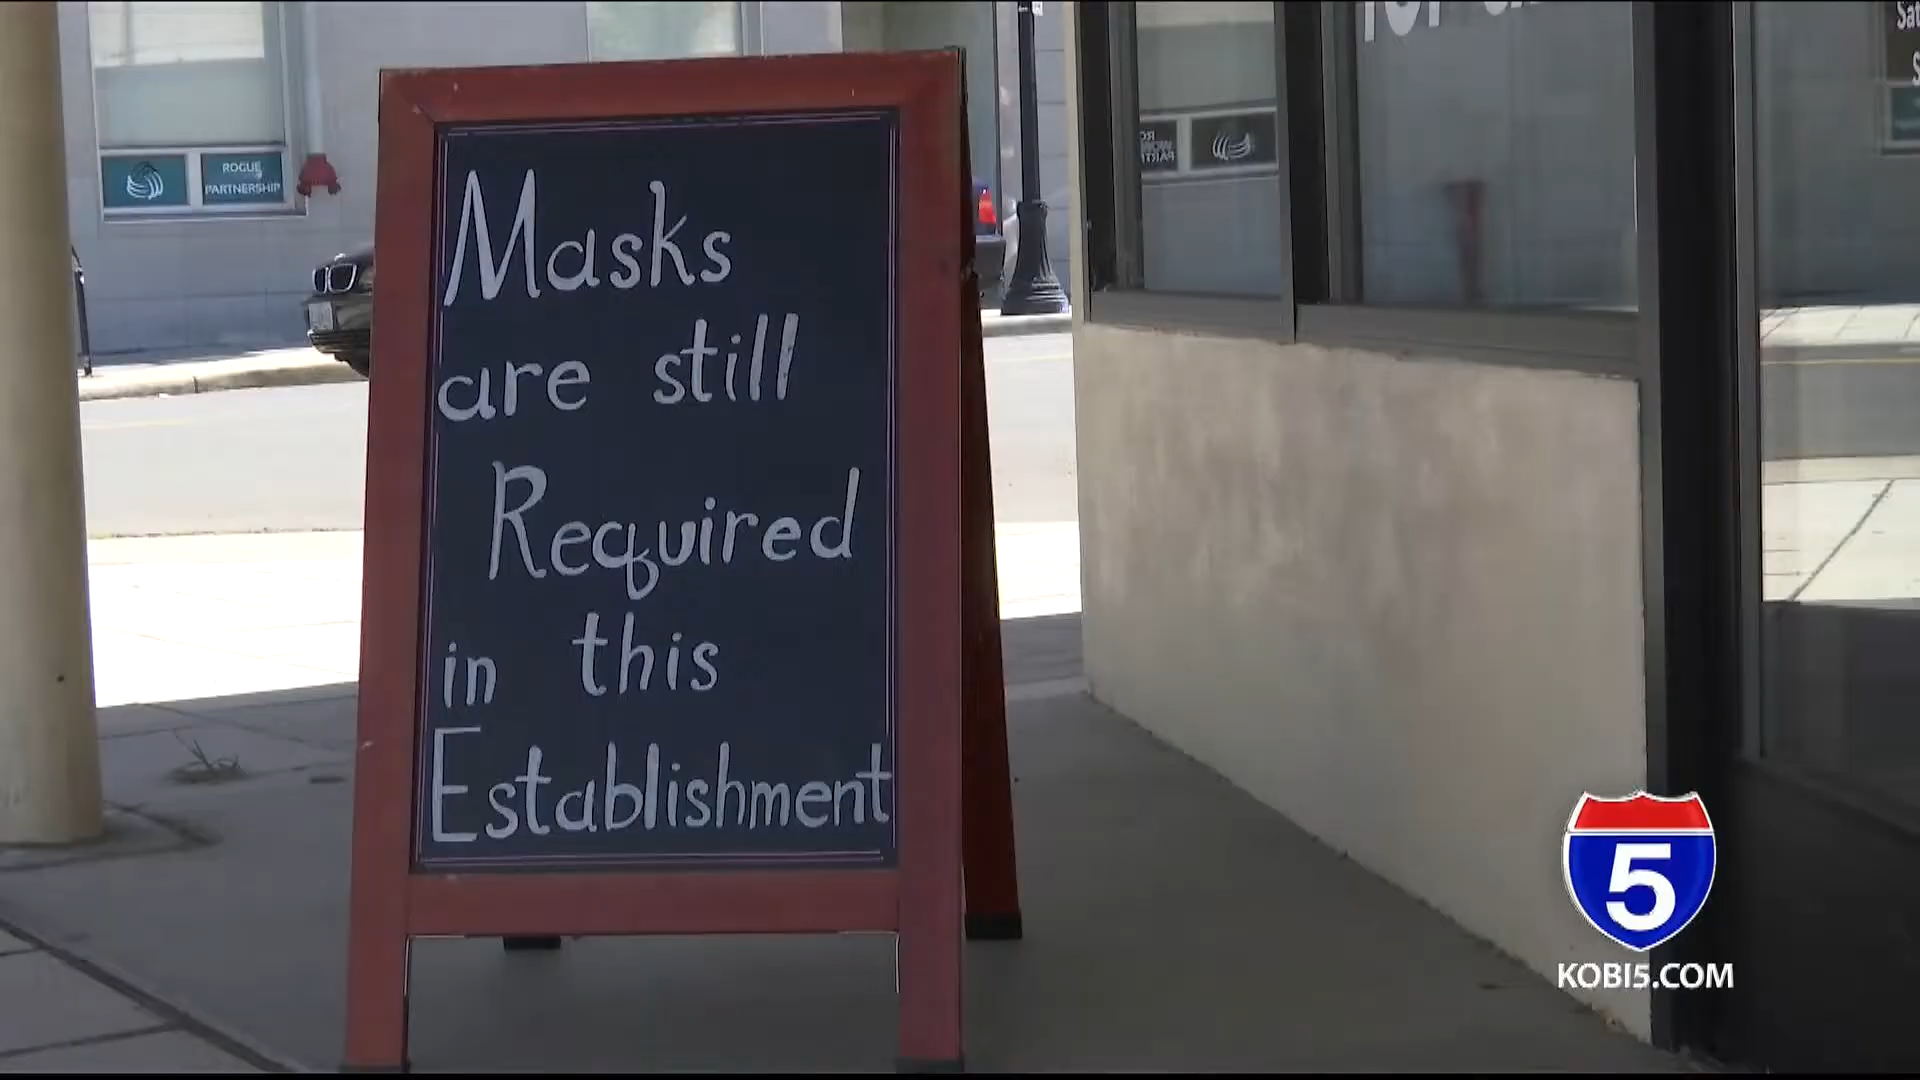 Masks
are still
Required
in this
Establishment
ROGUE
PARTNERSHIP
5
KOBI5.COM